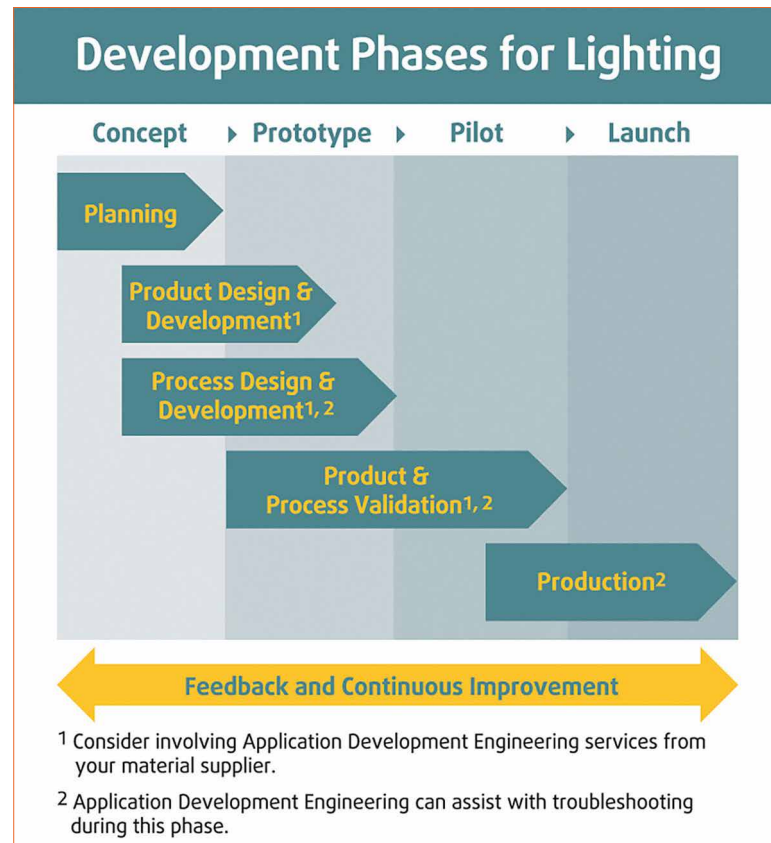 Development Phases for Lighting
Concept ▸ Prototype ▸ Pilot ▸ Launch
Planning
Product Design &
Development¹
Process Design &
Development¹, ²
Product &
Process Validation¹, ²
Production²
Feedback and Continuous Improvement
¹ Consider involving Application Development Engineering services from
your material supplier.
² Application Development Engineering can assist with troubleshooting
during this phase.